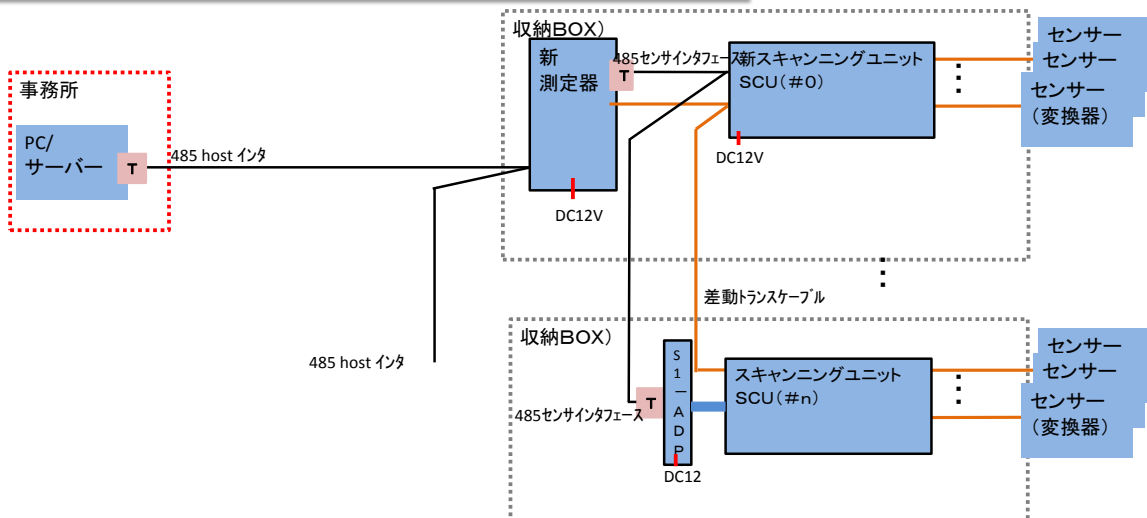 事務所
PC/
サーバー
T
485 host インタ
収納BOX)
新
測定器
T
DC12V
485センサインタフェース
新スキャンニングユニット
SCU(#0)
DC12V
センサー
センサー
センサー
(変換器)
差動トランスケーブル
485 host インタ
収納BOX)
S
1
ー
A
D
P
T
485センサインタフェース
DC12
スキャンニングユニット
SCU(#n)
センサー
センサー
センサー
(変換器)